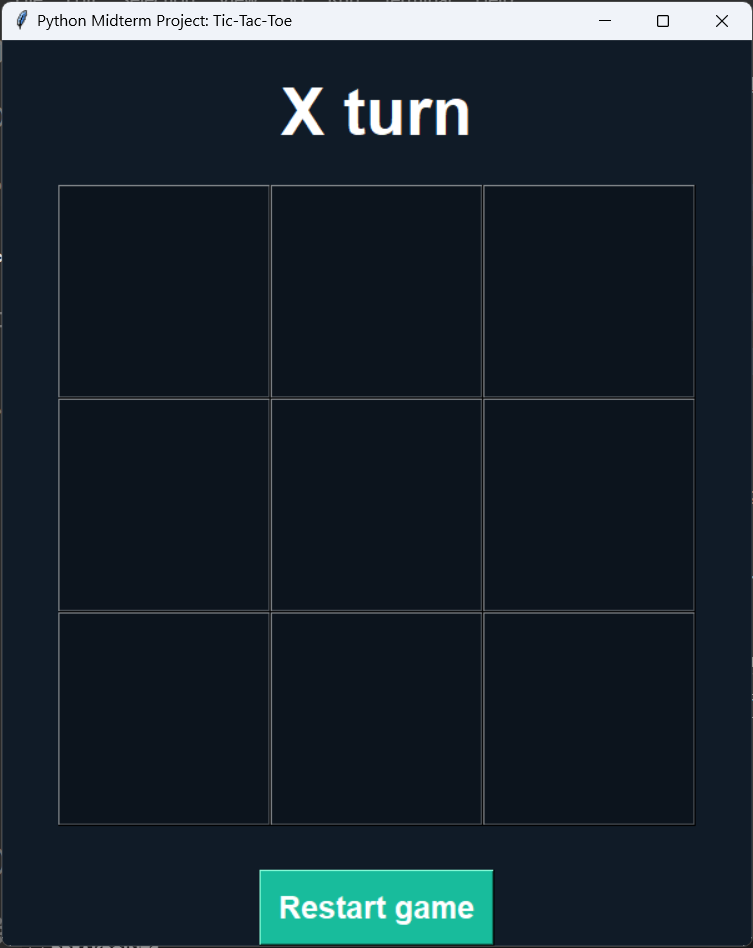 Python Midterm Project: Tic-Tac-Toe
X turn
Restart game